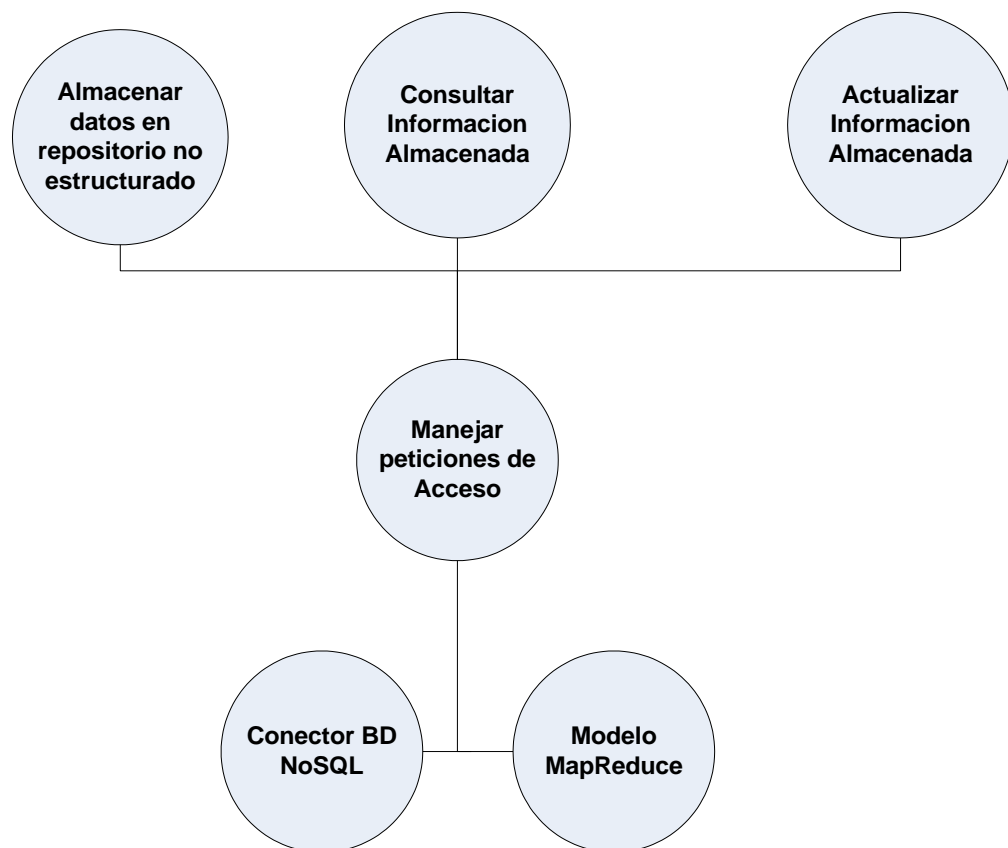 Almacenar
datos en
repositorio no
estructurado
Consultar
Informacion
Almacenada
Actualizar
Informacion
Almacenada
Manejar
peticiones de
Acceso
Conector BD
NoSQL
Modelo
MapReduce